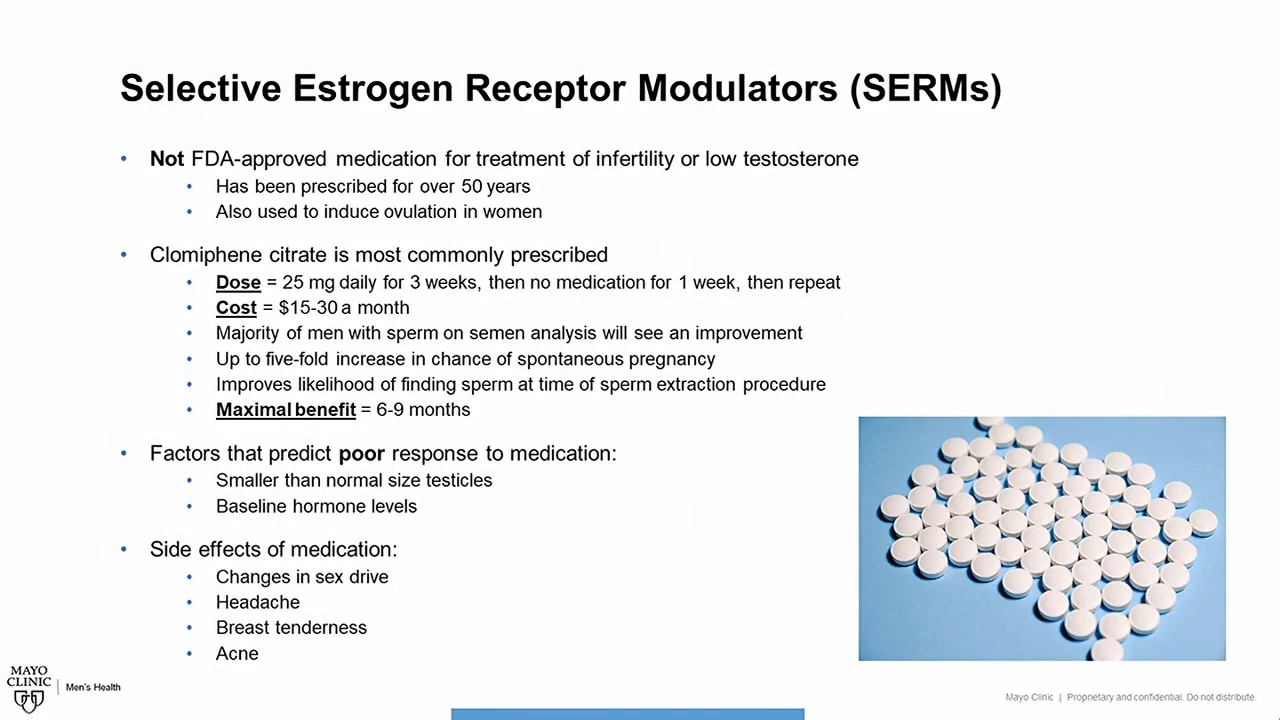 Selective Estrogen Receptor Modulators (SERMs)
• Not FDA-approved medication for treatment of infertility or low testosterone
• Has been prescribed for over 50 years
• Also used to induce ovulation in women
• Clomiphene citrate is most commonly prescribed
• Dose = 25 mg daily for 3 weeks, then no medication for 1 week, then repeat
• Cost = $15-30 a month
• Majority of men with sperm on semen analysis will see an improvement
• Up to five-fold increase in chance of spontaneous pregnancy
• Improves likelihood of finding sperm at time of sperm extraction procedure
• Maximal benefit = 6-9 months
• Factors that predict poor response to medication:
• Smaller than normal size testicles
• Baseline hormone levels
• Side effects of medication:
• Changes in sex drive
• Headache
• Breast tenderness
• Acne
MAYO
CLINIC
Men's Health
Mayo Clinic | Proprietary and confidential. Do not distribute.